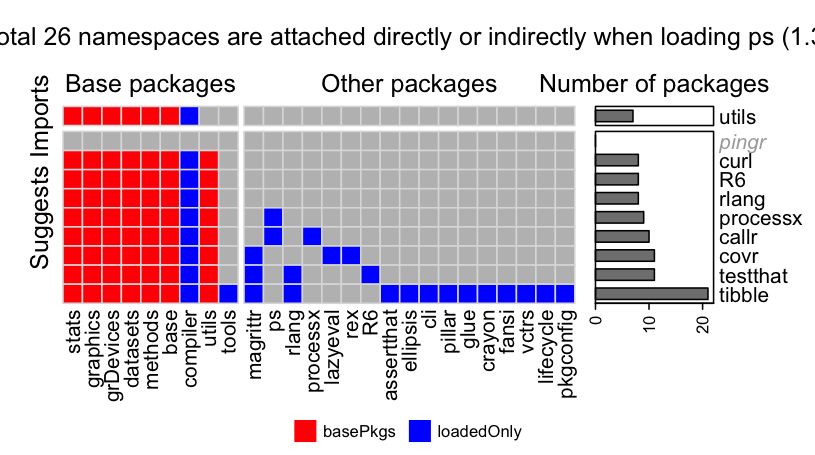 otal 26 namespaces are attached directly or indirectly when loading ps (1.3
Base packages
Other packages
Number of packages
Imports
Suggests
utils
pingr
curl
R6
rlang
processx
callr
covr
testthat
tibble
0
10
20
stats
graphics
grDevices
datasets
methods
base
compiler
utils
tools
magrittr
ps
rlang
processx
lazyeval
rex
R6
assertthat
ellipsis
cli
pillar
glue
crayon
fansi
vctrs
lifecycle
pkgconfig
basePkgs
loadedOnly